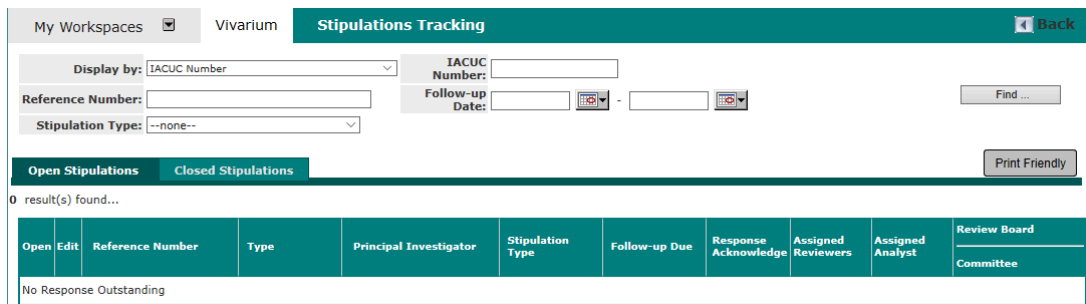 My Workspaces Vivarium Stipulations Tracking Back
Display by: IACUC Number IACUC Number:
Reference Number: Follow-up Date: - Find ...
Stipulation Type: --none--
Open Stipulations Closed Stipulations Print Friendly
0 result(s) found...
Open Edit Reference Number Type Principal Investigator Stipulation Type Follow-up Due Response Acknowledge Assigned Reviewers Assigned Analyst Review Board
Committee
No Response Outstanding